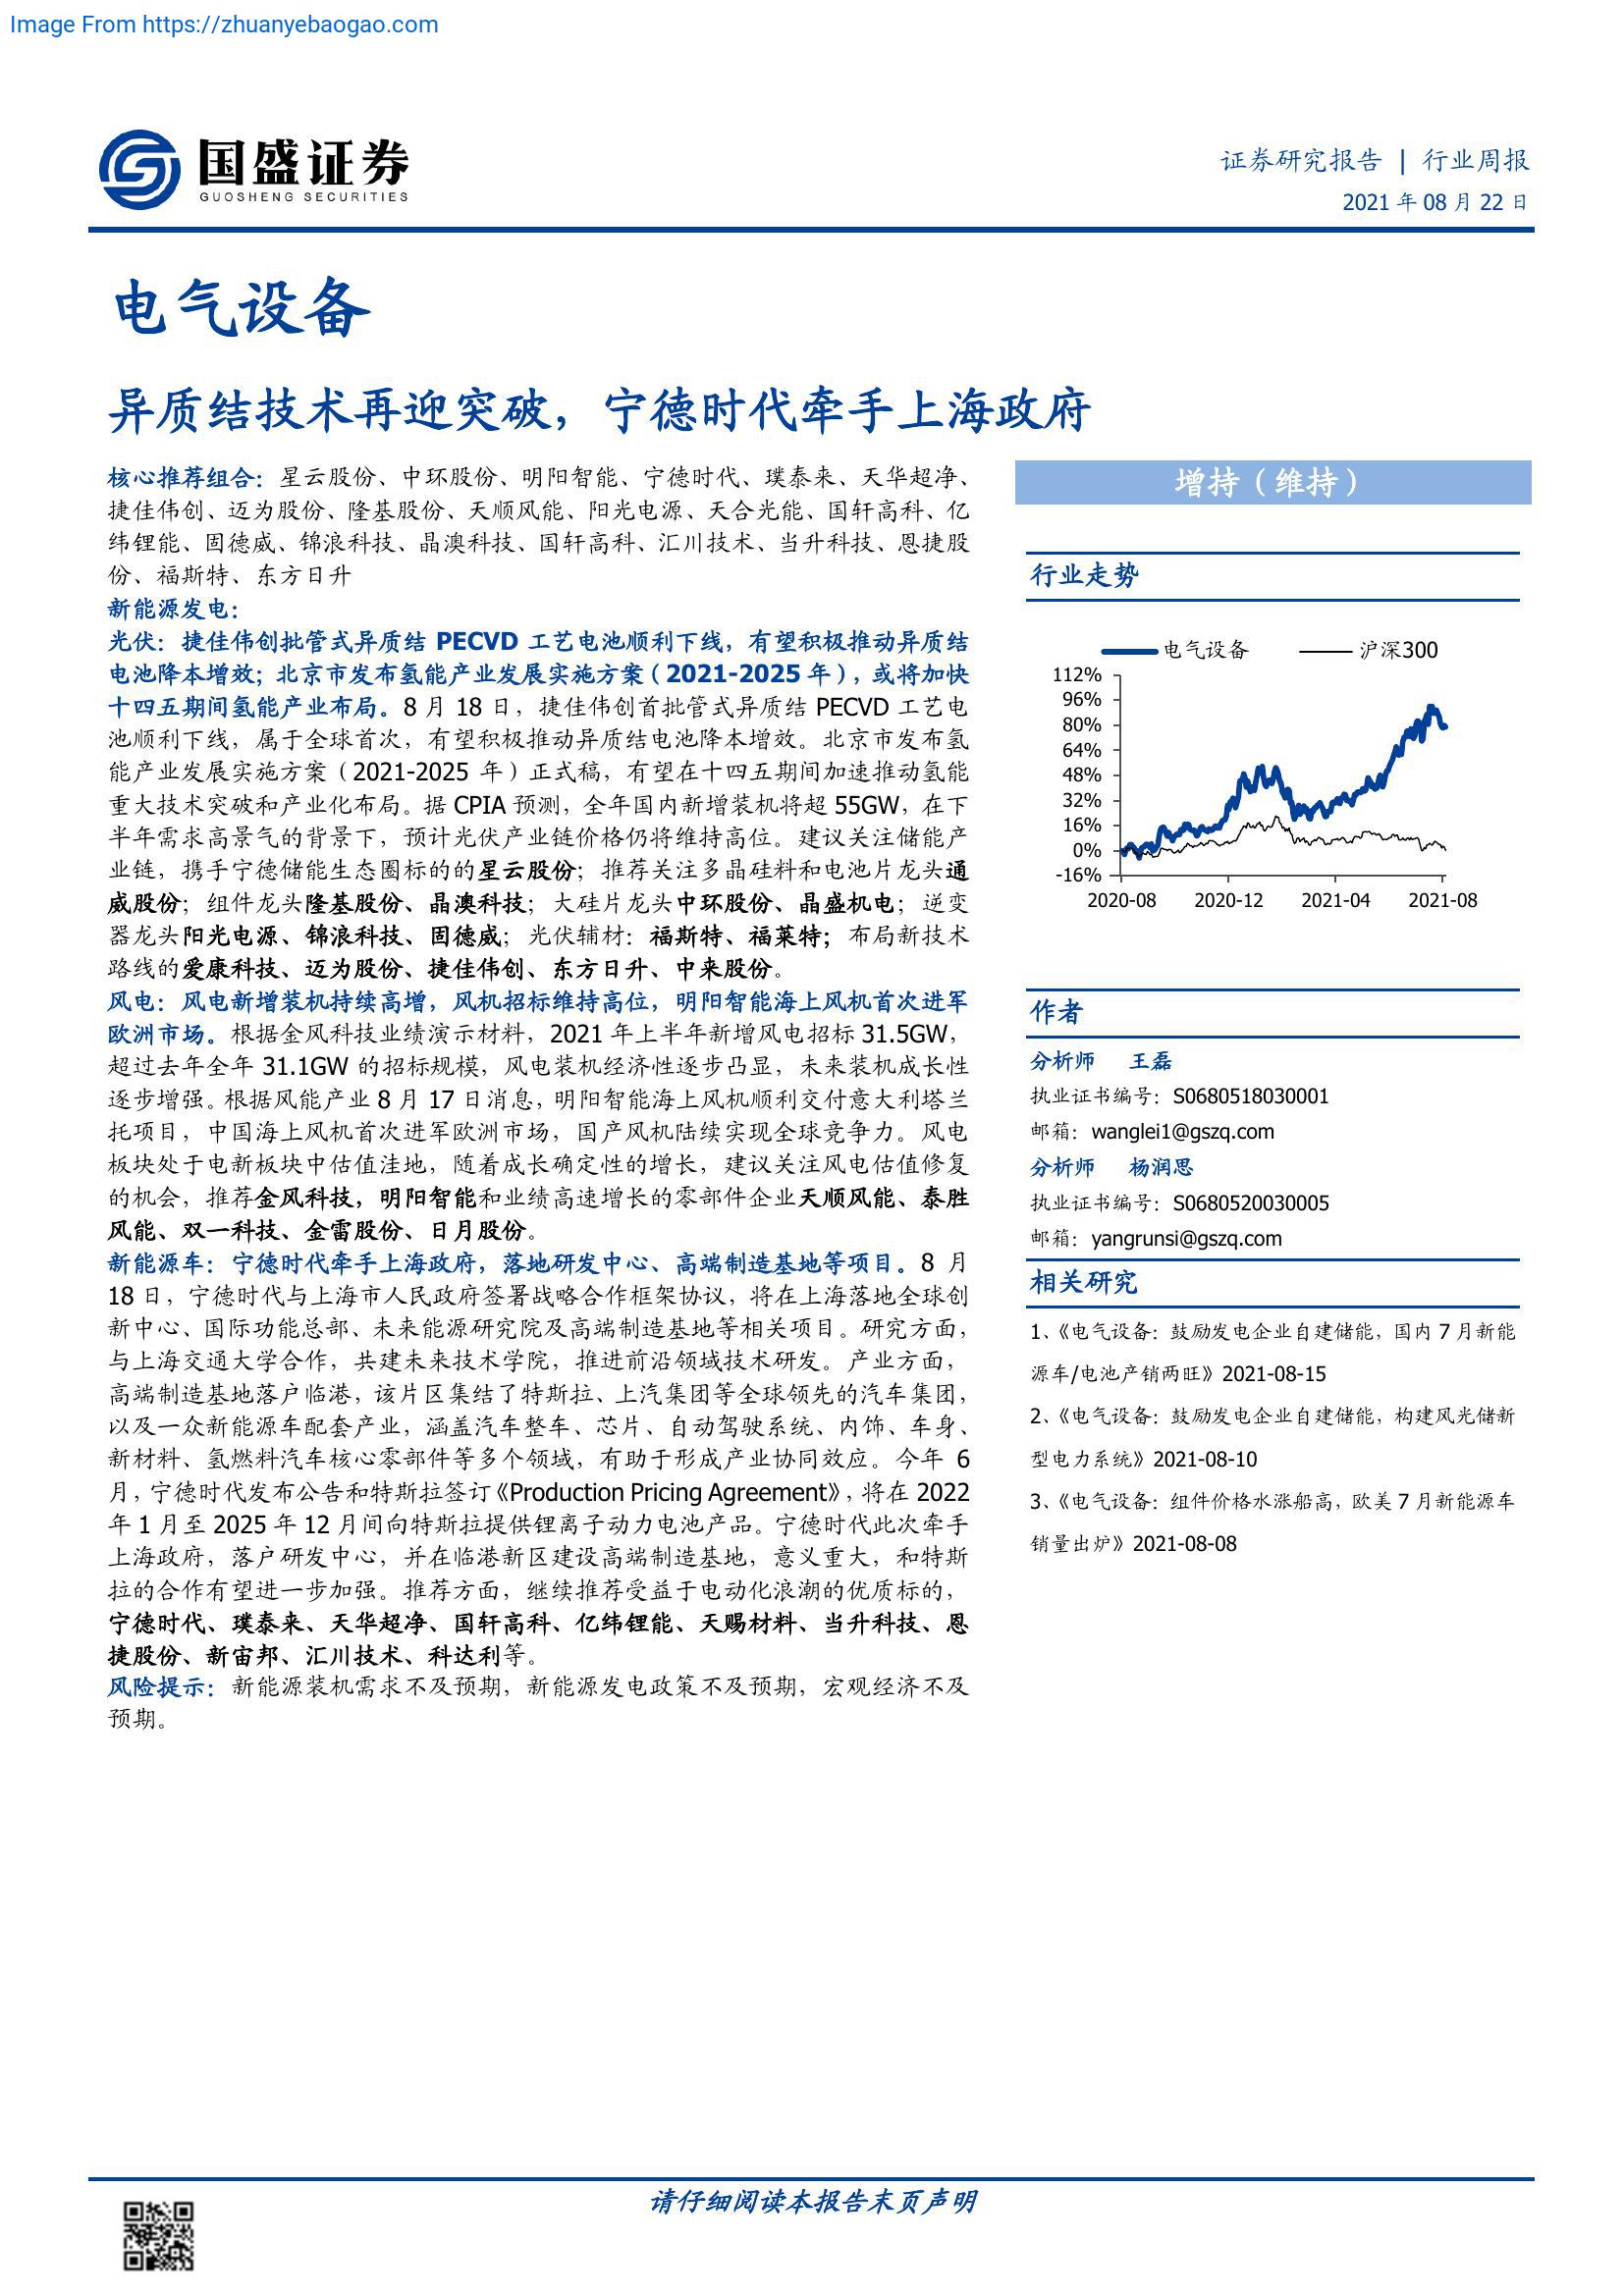 Image From https://zhuanyebaogao.com
国盛证券
GUOSHENG SECURITIES
证券研究报告 | 行业周报
2021 年 08 月 22 日
电气设备
异质结技术再迎突破，宁德时代牵手上海政府
核心推荐组合：星云股份、中环股份、明阳智能、宁德时代、璞泰来、天华超净、
捷佳伟创、迈为股份、隆基股份、天顺风能、阳光电源、天合光能、国轩高科、亿
纬锂能、固德威、锦浪科技、晶澳科技、国轩高科、汇川技术、当升科技、恩捷股
份、福斯特、东方日升
新能源发电：
光伏：捷佳伟创批管式异质结 PECVD 工艺电池顺利下线，有望积极推动异质结
电池降本增效；北京市发布氢能产业发展实施方案（2021-2025 年），或将加快
十四五期间氢能产业布局。8 月 18 日，捷佳伟创首批管式异质结 PECVD 工艺电
池顺利下线，属于全球首次，有望积极推动异质结电池降本增效。北京市发布氢
能产业发展实施方案（2021-2025 年）正式稿，有望在十四五期间加速推动氢能
重大技术突破和产业化布局。据 CPIA 预测，全年国内新增装机将超 55GW，在下
半年需求高景气的背景下，预计光伏产业链价格仍将维持高位。建议关注储能产
业链，携手宁德储能生态圈标的的星云股份；推荐关注多晶硅料和电池片龙头通
威股份；组件龙头隆基股份、晶澳科技；大硅片龙头中环股份、晶盛机电；逆变
器龙头阳光电源、锦浪科技、固德威；光伏辅材：福斯特、福莱特；布局新技术
路线的爱康科技、迈为股份、捷佳伟创、东方日升、中来股份。
风电：风电新增装机持续高增，风机招标维持高位，明阳智能海上风机首次进军
欧洲市场。根据金风科技业绩演示材料，2021 年上半年新增风电招标 31.5GW，
超过去年全年 31.1GW 的招标规模，风电装机经济性逐步凸显，未来装机成长性
逐步增强。根据风能产业 8 月 17 日消息，明阳智能海上风机顺利交付意大利塔兰
托项目，中国海上风机首次进军欧洲市场，国产风机陆续实现全球竞争力。风电
板块处于电新板块中估值洼地，随着成长确定性的增长，建议关注风电估值修复
的机会，推荐金风科技，明阳智能和业绩高速增长的零部件企业天顺风能、泰胜
风能、双一科技、金雷股份、日月股份。
新能源车：宁德时代牵手上海政府，落地研发中心、高端制造基地等项目。8 月
18 日，宁德时代与上海市人民政府签署战略合作框架协议，将在上海落地全球创
新中心、国际功能总部、未来能源研究院及高端制造基地等相关项目。研究方面，
与上海交通大学合作，共建未来技术学院，推进前沿领域技术研发。产业方面，
高端制造基地落户临港，该片区集结了特斯拉、上汽集团等全球领先的汽车集团，
以及一众新能源车配套产业，涵盖汽车整车、芯片、自动驾驶系统、内饰、车身、
新材料、氢燃料汽车核心零部件等多个领域，有助于形成产业协同效应。今年 6
月，宁德时代发布公告和特斯拉签订《Production Pricing Agreement》，将在 2022
年 1 月至 2025 年 12 月间向特斯拉提供锂离子动力电池产品。宁德时代此次牵手
上海政府，落户研发中心，并在临港新区建设高端制造基地，意义重大，和特斯
拉的合作有望进一步加强。推荐方面，继续推荐受益于电动化浪潮的优质标的，
宁德时代、璞泰来、天华超净、国轩高科、亿纬锂能、天赐材料、当升科技、恩
捷股份、新宙邦、汇川技术、科达利等。
风险提示：新能源装机需求不及预期，新能源发电政策不及预期，宏观经济不及
预期。
增持（维持）
行业走势
电气设备 沪深300
112%
96%
80%
64%
48%
32%
16%
0%
-16%
2020-08 2020-12 2021-04 2021-08
作者
分析师 王磊
执业证书编号：S0680518030001
邮箱：wanglei1@gszq.com
分析师 杨润思
执业证书编号：S0680520030005
邮箱：yangrunsi@gszq.com
相关研究
1、《电气设备：鼓励发电企业自建储能，国内 7 月新能
源车/电池产销两旺》2021-08-15
2、《电气设备：鼓励发电企业自建储能，构建风光储新
型电力系统》2021-08-10
3、《电气设备：组件价格水涨船高，欧美 7 月新能源车
销量出炉》2021-08-08
请仔细阅读本报告末页声明